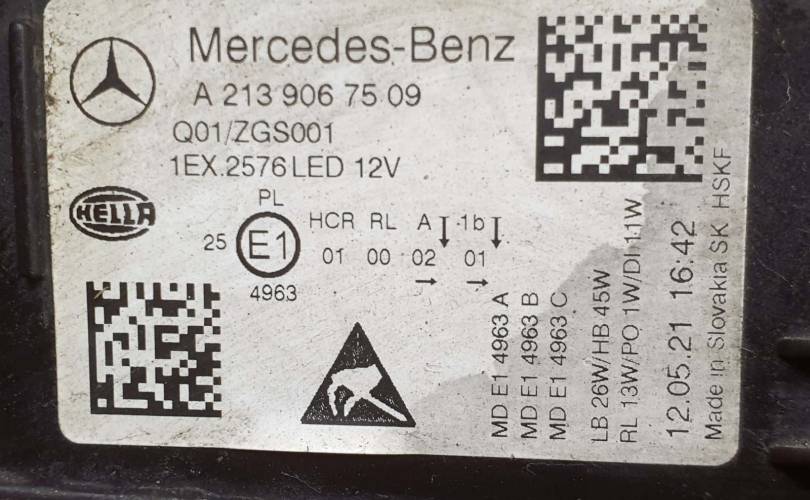 Mercedes-Benz
A 213 906 75 09
Q01/ZGS001
1EX.2576 LED 12V
HELLA
PL
25 E1 HCR RL A 1b
01 00 02 01
4963
MD E1 4963 A
MD E1 4963 B
MD E1 4963 C
LB 26W/HB 45W
RL 13W/PO 1W/DI 11W
12.05.21 16:42
Made in Slovakia SK HSKF